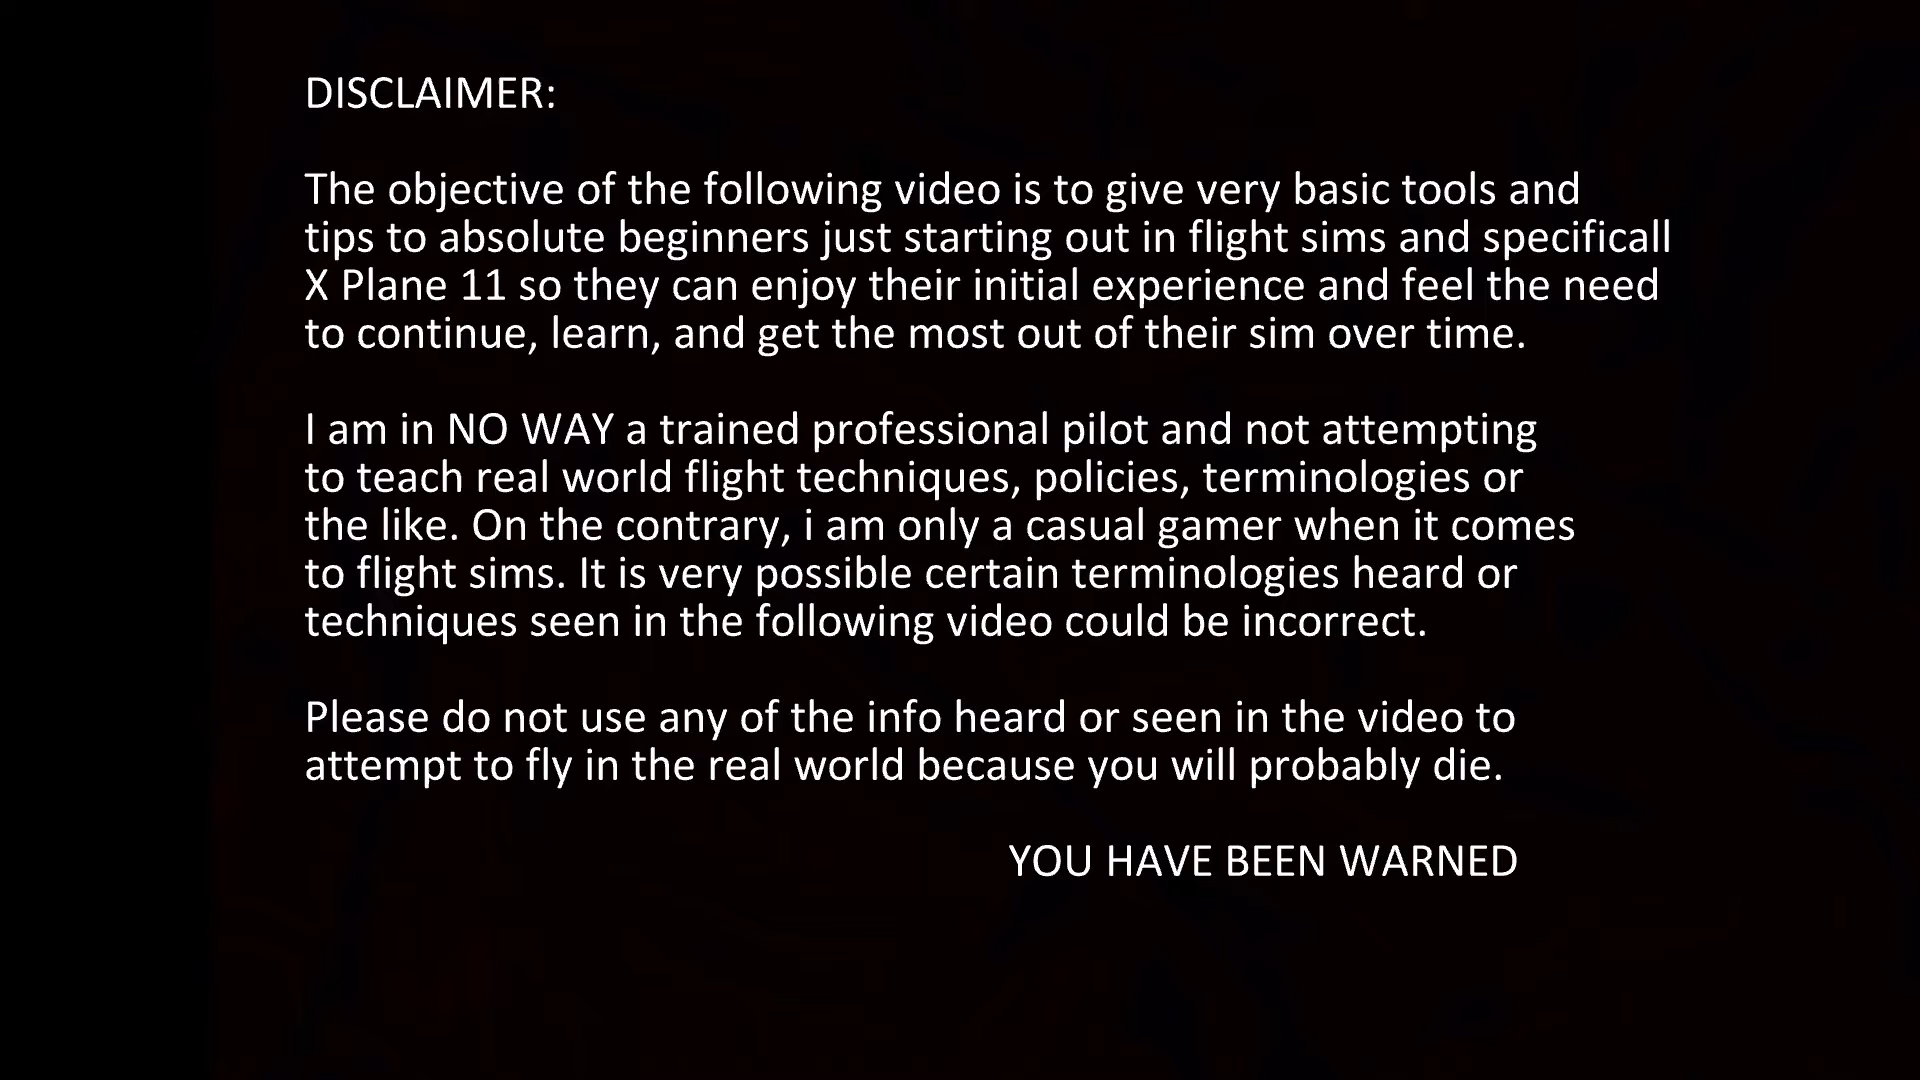 DISCLAIMER:
The objective of the following video is to give very basic tools and
tips to absolute beginners just starting out in flight sims and specificall
X Plane 11 so they can enjoy their initial experience and feel the need
to continue, learn, and get the most out of their sim over time.
I am in NO WAY a trained professional pilot and not attempting
to teach real world flight techniques, policies, terminologies or
the like. On the contrary, i am only a casual gamer when it comes
to flight sims. It is very possible certain terminologies heard or
techniques seen in the following video could be incorrect.
Please do not use any of the info heard or seen in the video to
attempt to fly in the real world because you will probably die.
YOU HAVE BEEN WARNED